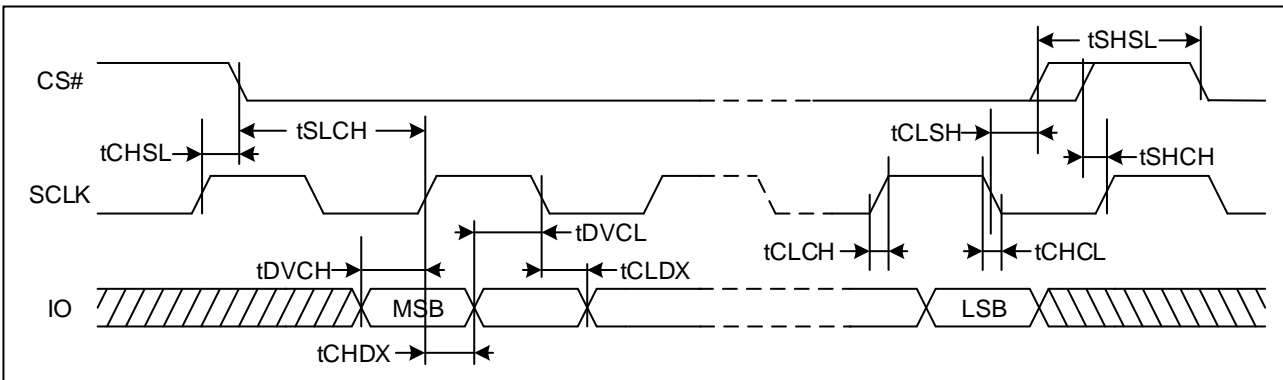 tSHSL
CS#
tSLCH
tCLSH
tCHSL
tSHCH
SCLK
tDVCL
tCLCH
tCHCL
tDVCH
tCLDX
IO
MSB
LSB
tCHDX